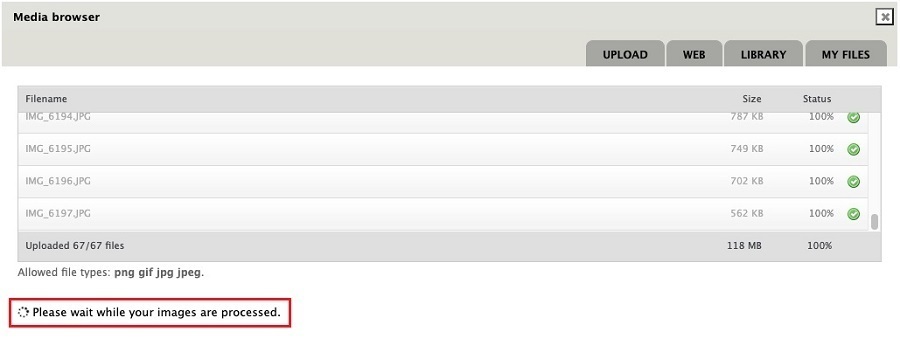 Media browser
UPLOAD WEB LIBRARY MY FILES
Filename Size Status
IMG_6194.JPG 787 KB 100%
IMG_6195.JPG 749 KB 100%
IMG_6196.JPG 702 KB 100%
IMG_6197.JPG 562 KB 100%
Uploaded 67/67 files 118 MB 100%
Allowed file types: png gif jpg jpeg.
Please wait while your images are processed.